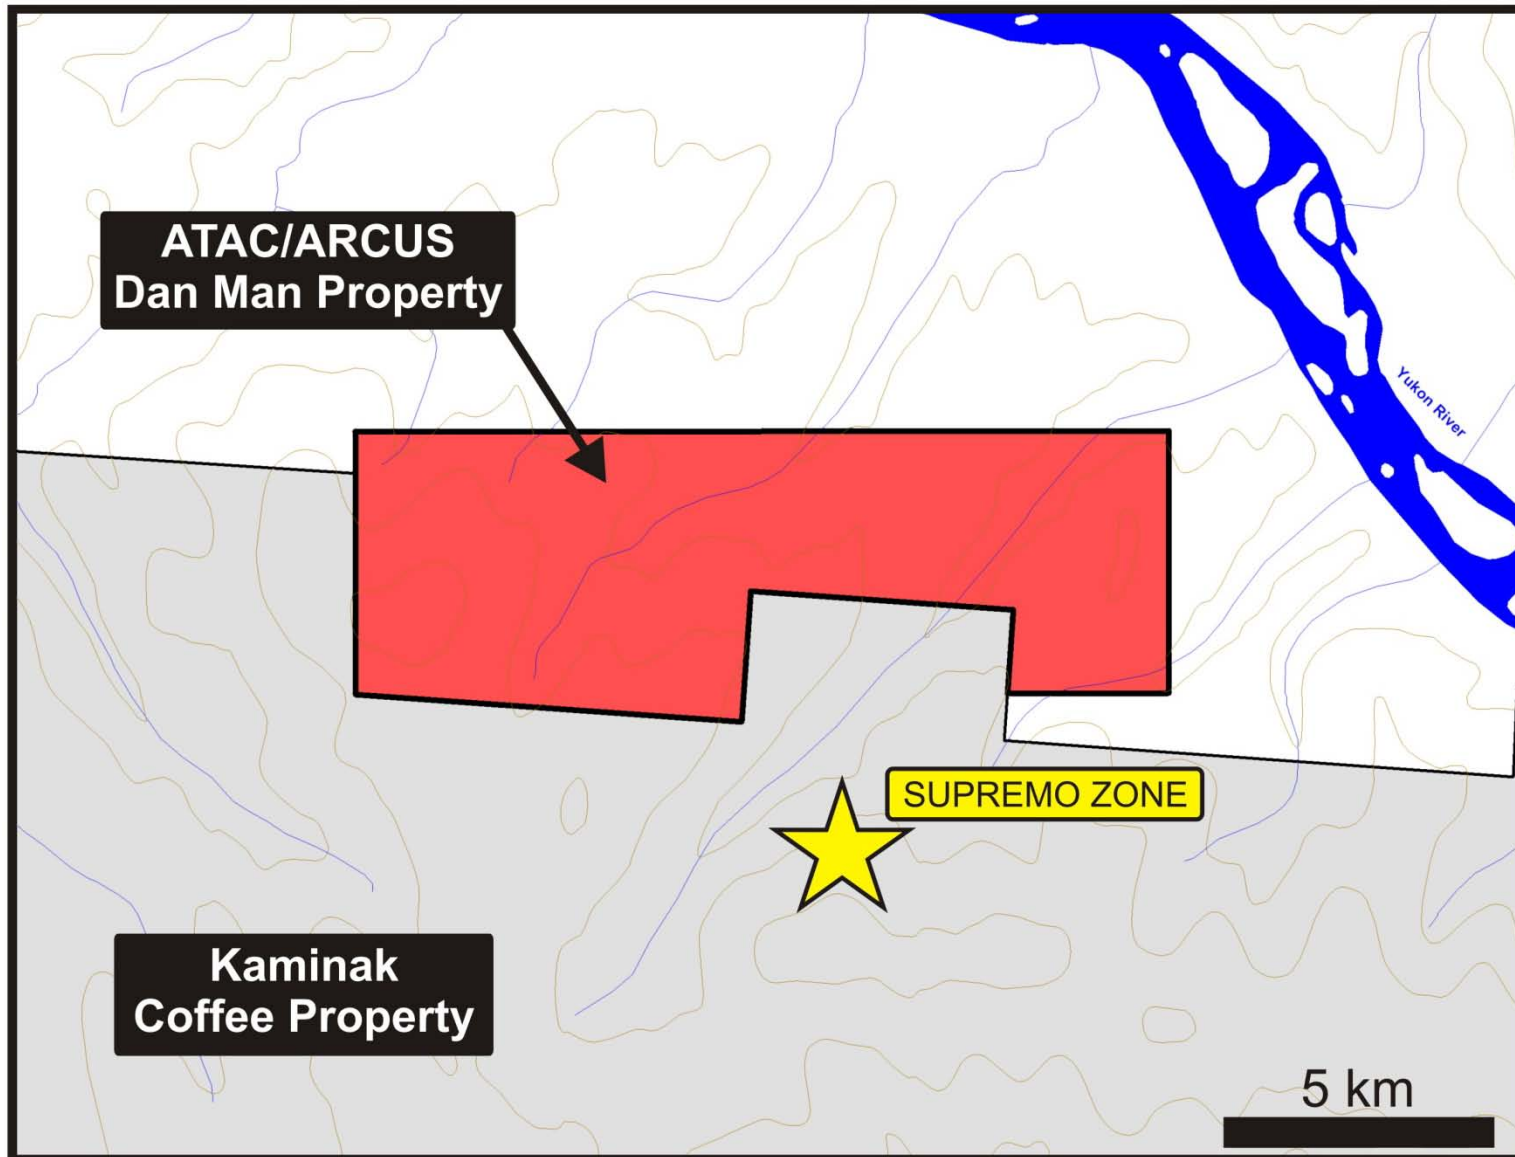 ATAC/ARCUS
Dan Man Property
Yukon River
SUPREMO ZONE
Kaminak
Coffee Property
5 km